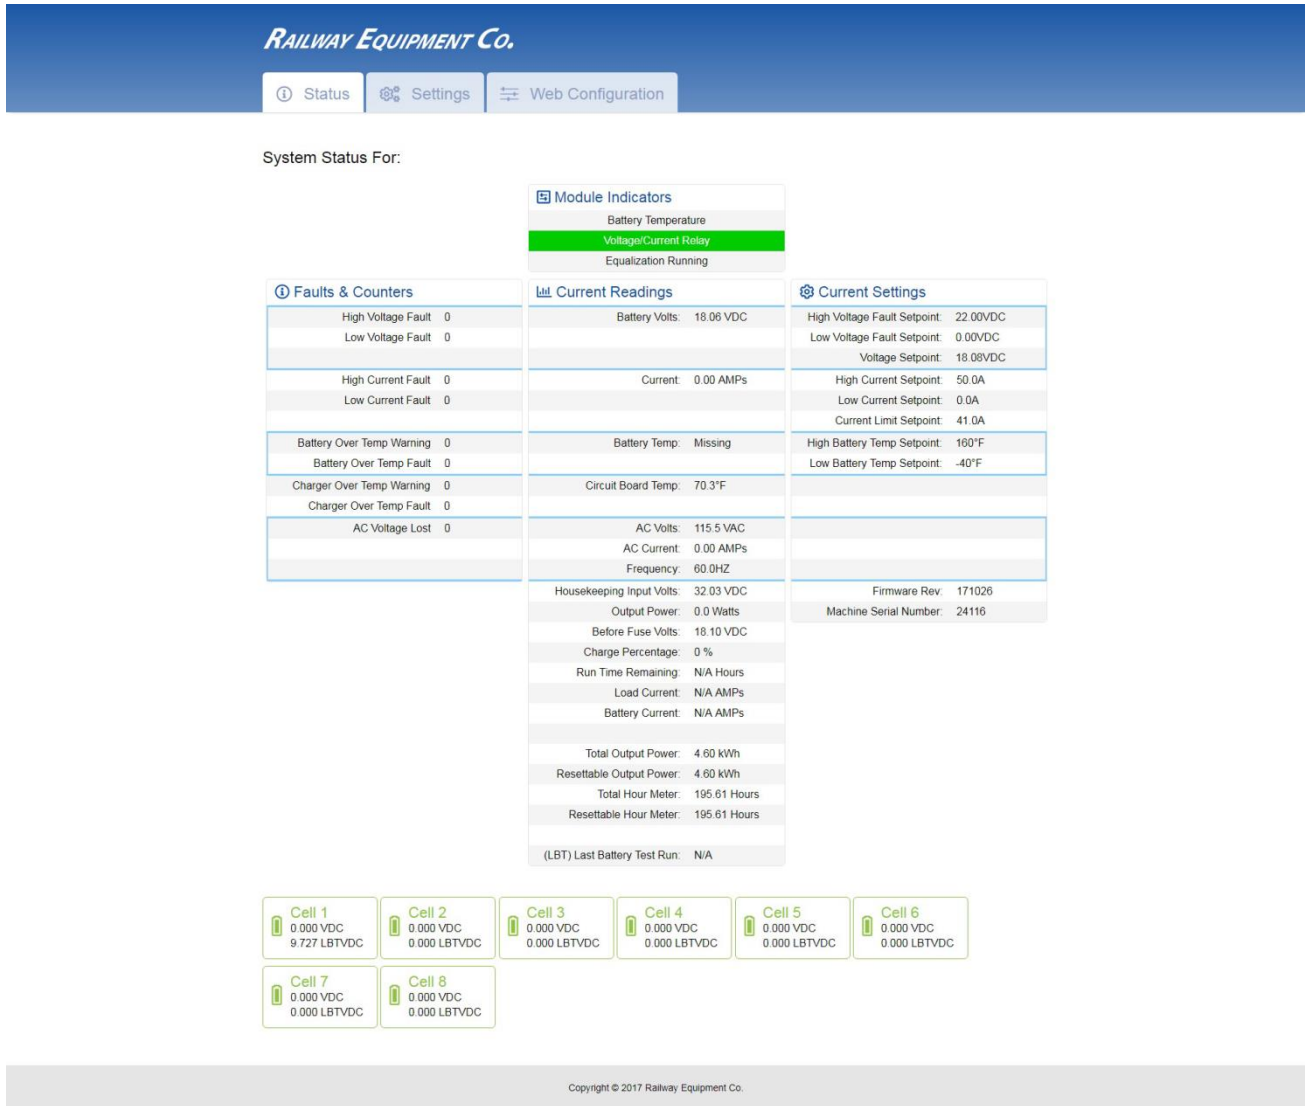 RAILWAY EQUIPMENT CO.
Status
Settings
Web Configuration
System Status For:
Module Indicators
Battery Temperature
Voltage/Current Relay
Equalization Running
Faults & Counters
High Voltage Fault 0
Low Voltage Fault 0
High Current Fault 0
Low Current Fault 0
Battery Over Temp Warning 0
Battery Over Temp Fault 0
Charger Over Temp Warning 0
Charger Over Temp Fault 0
AC Voltage Lost 0
Current Readings
Battery Volts: 18.06 VDC
Current: 0.00 AMPs
Battery Temp: Missing
Circuit Board Temp: 70.3°F
AC Volts: 115.5 VAC
AC Current: 0.00 AMPs
Frequency: 60.0HZ
Housekeeping Input Volts: 32.03 VDC
Output Power: 0.0 Watts
Before Fuse Volts: 18.10 VDC
Charge Percentage: 0 %
Run Time Remaining: N/A Hours
Load Current: N/A AMPs
Battery Current: N/A AMPs
Total Output Power: 4.60 kWh
Resettable Output Power: 4.60 kWh
Total Hour Meter: 195.61 Hours
Resettable Hour Meter: 195.61 Hours
(LBT) Last Battery Test Run: N/A
Current Settings
High Voltage Fault Setpoint: 22.00VDC
Low Voltage Fault Setpoint: 0.00VDC
Voltage Setpoint: 18.08VDC
High Current Setpoint: 50.0A
Low Current Setpoint: 0.0A
Current Limit Setpoint: 41.0A
High Battery Temp Setpoint: 160°F
Low Battery Temp Setpoint: -40°F
Firmware Rev: 171026
Machine Serial Number: 24116
Cell 1
0.000 VDC
9.727 LBTVDC
Cell 2
0.000 VDC
0.000 LBTVDC
Cell 3
0.000 VDC
0.000 LBTVDC
Cell 4
0.000 VDC
0.000 LBTVDC
Cell 5
0.000 VDC
0.000 LBTVDC
Cell 6
0.000 VDC
0.000 LBTVDC
Cell 7
0.000 VDC
0.000 LBTVDC
Cell 8
0.000 VDC
0.000 LBTVDC
Copyright © 2017 Railway Equipment Co.